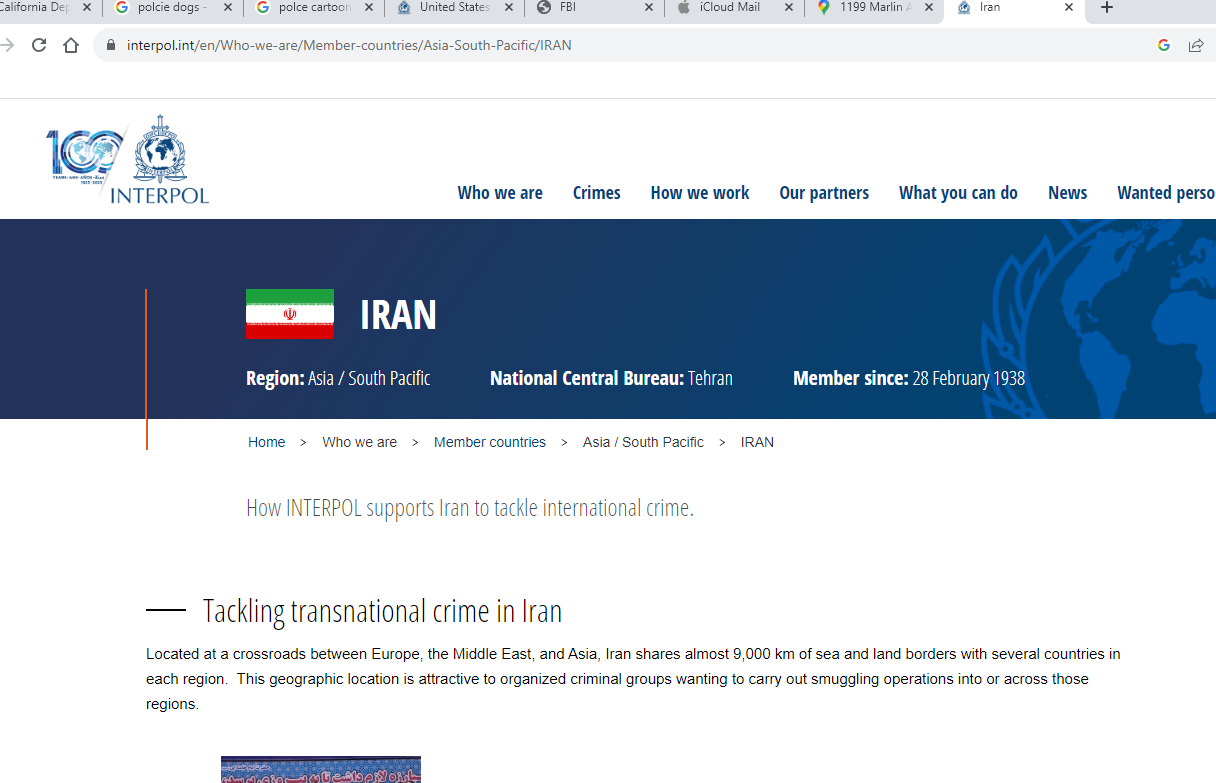 California Dep
polcie dogs -
polce cartoon
United States
FBI
iCloud Mail
1199 Marlin A
Iran
interpol.int/en/Who-we-are/Member-countries/Asia-South-Pacific/IRAN
100
INTERPOL
Who we are
Crimes
How we work
Our partners
What you can do
News
Wanted perso
IRAN
Region: Asia / South Pacific
National Central Bureau: Tehran
Member since: 28 February 1938
Home > Who we are > Member countries > Asia / South Pacific > IRAN
How INTERPOL supports Iran to tackle international crime.
Tackling transnational crime in Iran
Located at a crossroads between Europe, the Middle East, and Asia, Iran shares almost 9,000 km of sea and land borders with several countries in
each region. This geographic location is attractive to organized criminal groups wanting to carry out smuggling operations into or across those
regions.